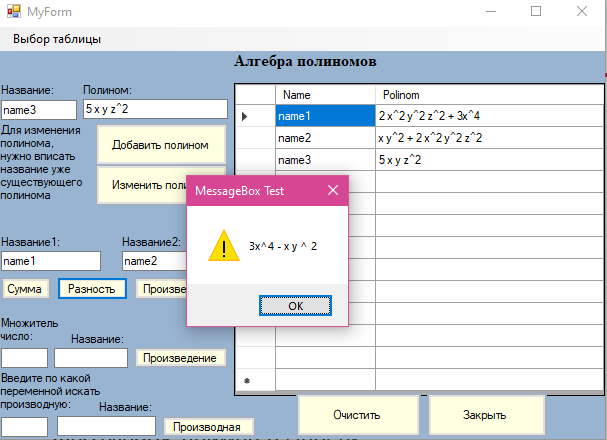 MyForm
Выбор таблицы
Алгебра полиномов
Название:
Полином:
name3
5 x y z^2
Для изменения
полинома,
нужно вписать
название уже
существующего
полинома
Добавить полином
Изменить
Name
Polinom
name1
2 x^2 y^2 z^2 + 3x^4
name2
x y^2 + 2 x^2 y^2 z^2
name3
5 x y z^2
MessageBox Test
3x^4 - x y ^ 2
OK
Название1:
Название2:
name1
name2
Сумма
Разность
Множитель
число:
Название:
Произведение
Введите по какой
переменной искать
производную:
Название:
Производная
Очистить
Закрыть